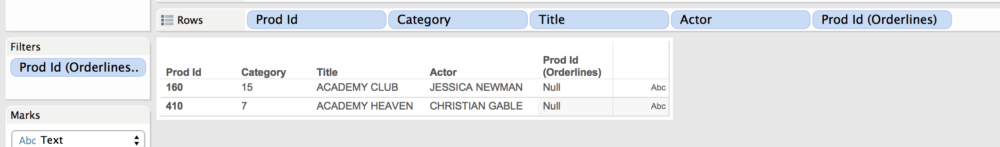 Rows Prod Id Category Title Actor Prod Id (Orderlines)
Filters
Prod Id (Orderlines..
Prod Id Category Title Actor Prod Id (Orderlines)
160 15 ACADEMY CLUB JESSICA NEWMAN Null Abc
410 7 ACADEMY HEAVEN CHRISTIAN GABLE Null Abc
Marks
Abc Text